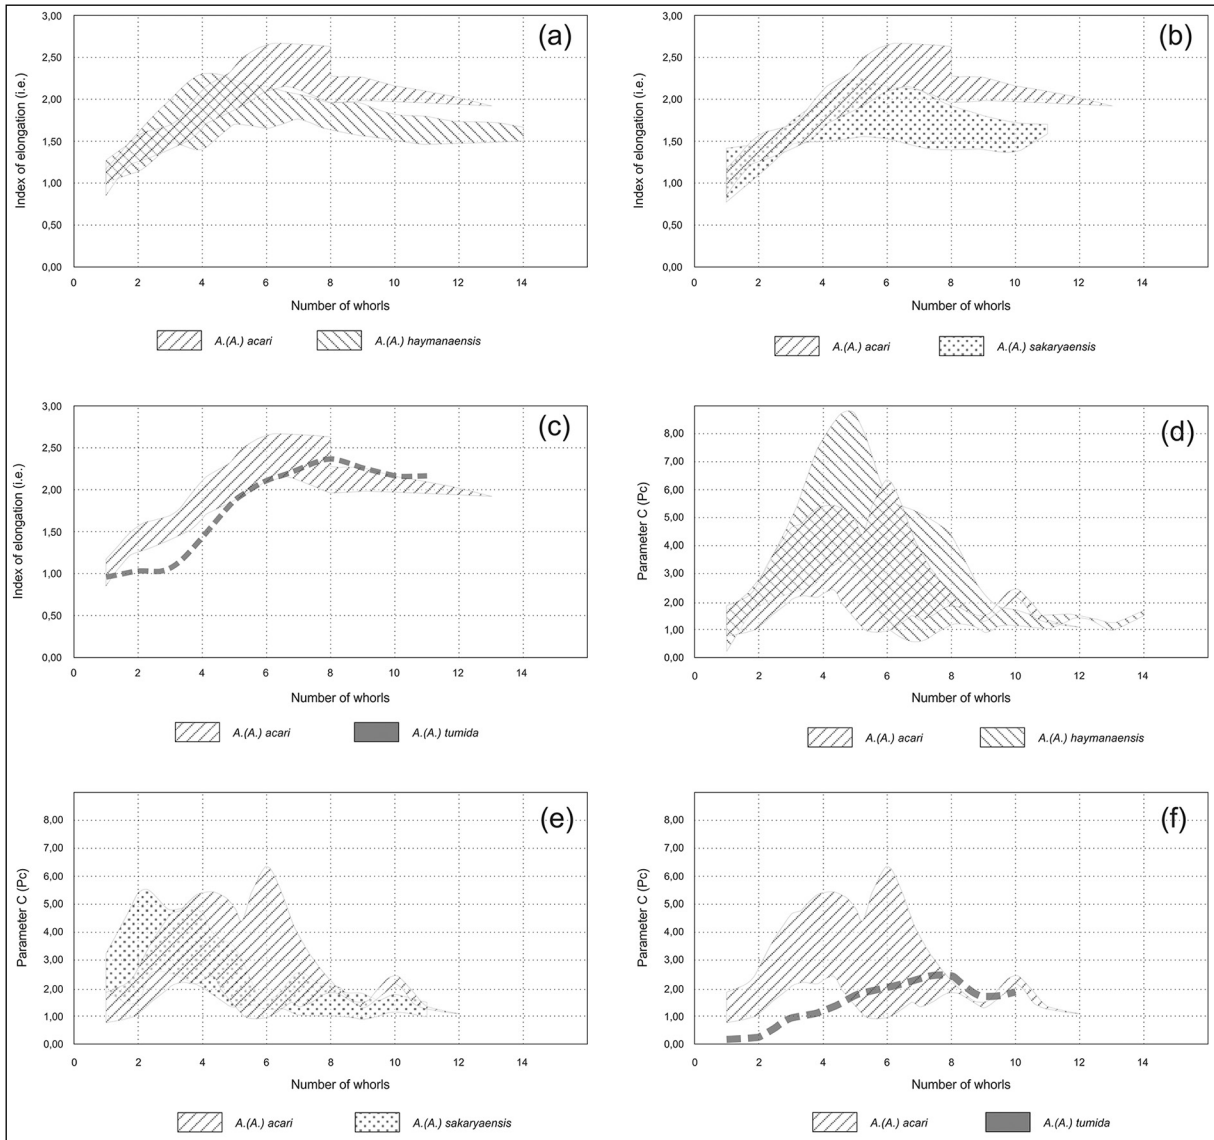 (a)
Index of elongation (i.e.)
3,00
2,50
2,00
1,50
1,00
0,50
0,00
0 2 4 6 8 10 12 14
Number of whorls
A.(A.) acari A.(A.) haymanaensis
(b)
Index of elongation (i.e.)
3,00
2,50
2,00
1,50
1,00
0,50
0,00
0 2 4 6 8 10 12 14
Number of whorls
A.(A.) acari A.(A.) sakaryaensis
(c)
Index of elongation (i.e.)
3,00
2,50
2,00
1,50
1,00
0,50
0,00
0 2 4 6 8 10 12 14
Number of whorls
A.(A.) acari A.(A.) tumida
(d)
Parameter C (Pc)
8,00
7,00
6,00
5,00
4,00
3,00
2,00
1,00
0,00
0 2 4 6 8 10 12 14
Number of whorls
A.(A.) acari A.(A.) haymanaensis
(e)
Parameter C (Pc)
8,00
7,00
6,00
5,00
4,00
3,00
2,00
1,00
0,00
0 2 4 6 8 10 12 14
Number of whorls
A.(A.) acari A.(A.) sakaryaensis
(f)
Parameter C (Pc)
8,00
7,00
6,00
5,00
4,00
3,00
2,00
1,00
0,00
0 2 4 6 8 10 12 14
Number of whorls
A.(A.) acari A.(A.) tumida